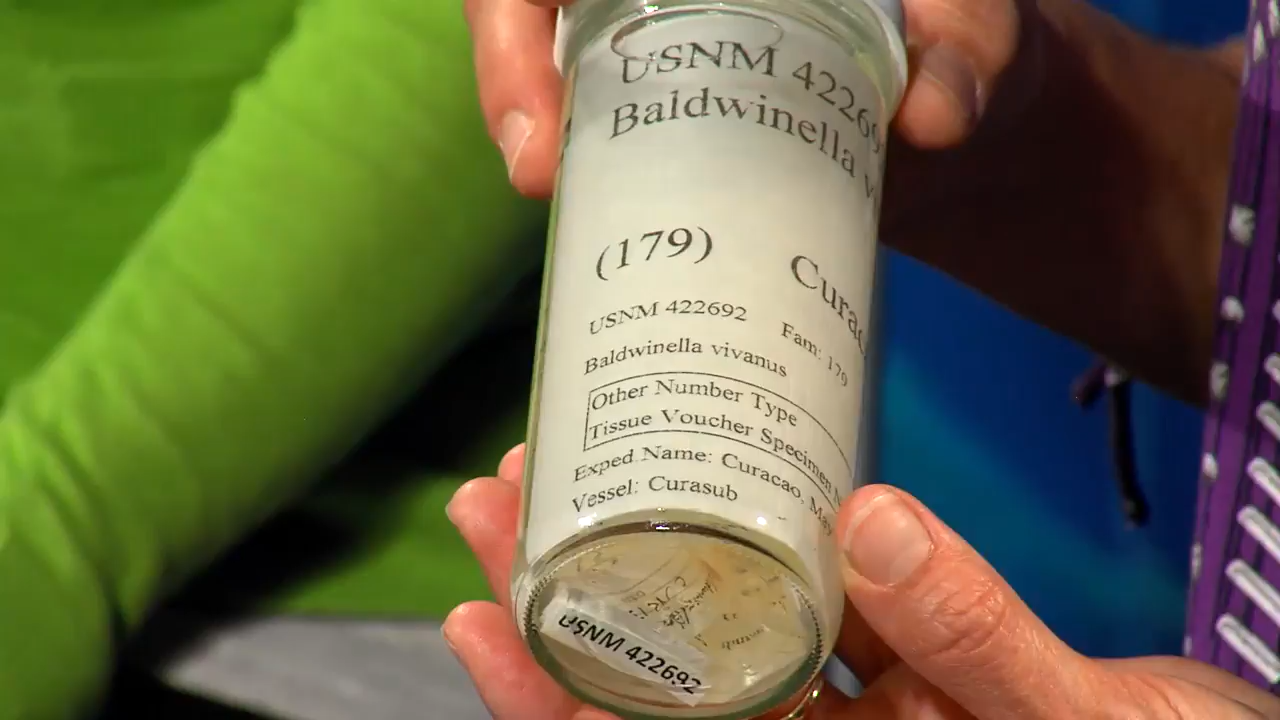 USNM 42269
Baldwinella v
(179) Curac
USNM 422692 Fam: 179
Baldwinella vivanus
Other Number Type
Tissue Voucher Specimen N
Exped Name: Curacao, May
Vessel: Curasub
USNM 422692